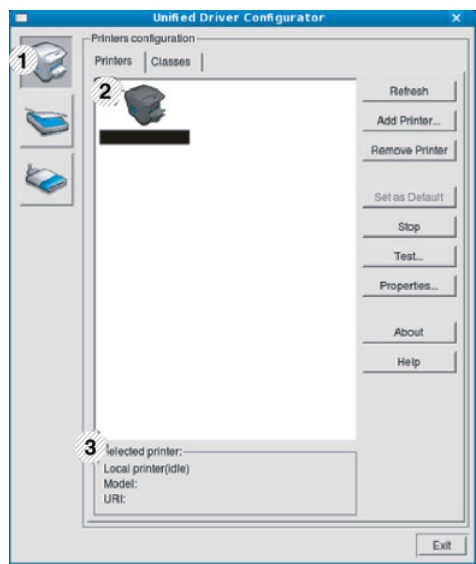 Unified Driver Configurator
1
Printers configuration
Printers
Classes
2
Refresh
Add Printer...
Remove Printer
Set as Default
Stop
Test...
Properties...
About
Help
3
Selected printer:
Local printer(idle)
Model:
URI:
Exit